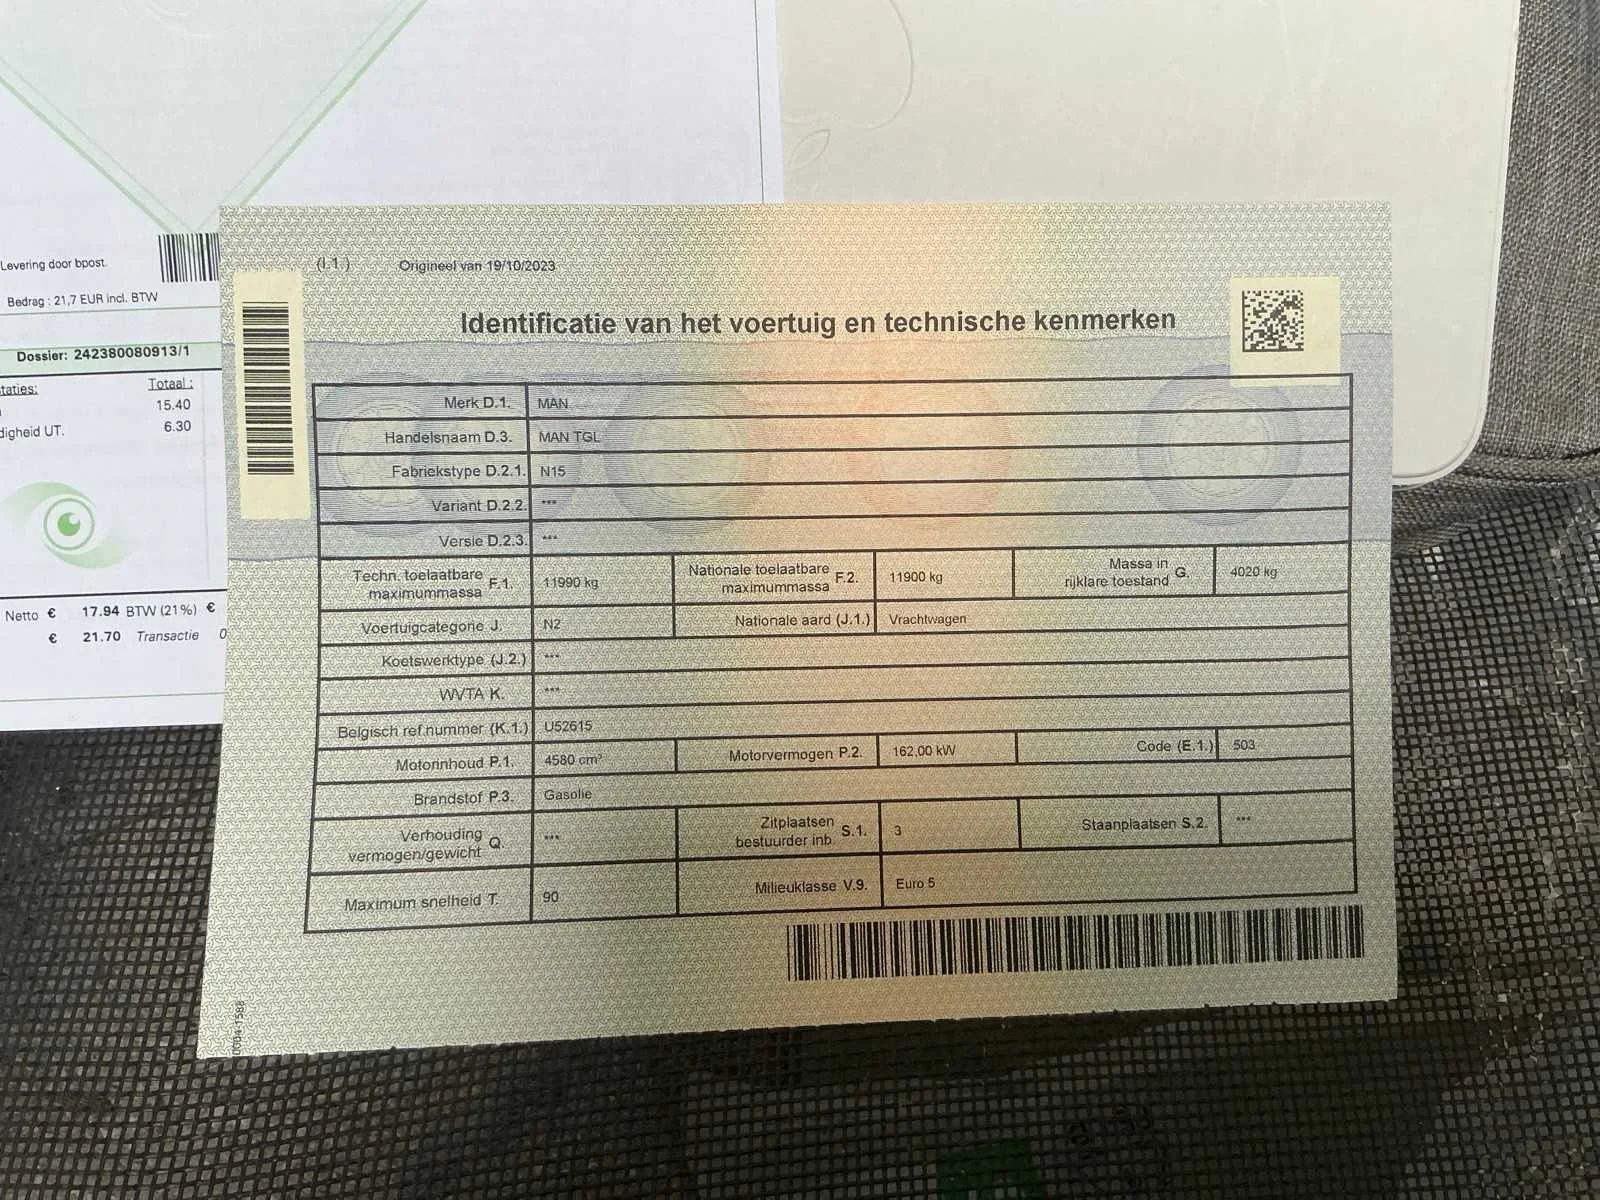 Levering door bpost.
Bedrag : 21,7 EUR incl. BTW
Dossier: 242380080913/1
taties: Totaal :
15.40
digheid UT. 6.30
Netto € 17.94 BTW (21%) €
€ 21.70 Transactie 0
(I.1.) Origineel van 19/10/2023
Identificatie van het voertuig en technische kenmerken
Merk D.1. MAN
Handelsnaam D.3. MAN TGL
Fabriekstype D.2.1. N15
Variant D.2.2. ***
Versie D.2.3. ***
Techn. toelaatbare maximummassa F.1. 11990 kg Nationale toelaatbare maximummassa F.2. 11900 kg Massa in rijklare toestand G. 4020 kg
Voertuigcategorie J. N2 Nationale aard (J.1.) Vrachtwagen
Koetswerktype (J.2.) ***
WVTA K. ***
Belgisch ref.nummer (K.1.) U52615
Motorinhoud P.1. 4580 cm³ Motorvermogen P.2. 162,00 kW Code (E.1.) 503
Brandstof P.3. Gasolie
Verhouding vermogen/gewicht Q. *** Zitplaatsen bestuurder inb. S.1. 3 Staanplaatsen S.2. ***
Maximum snelheid T. 90 Milieuklasse V.9. Euro 5